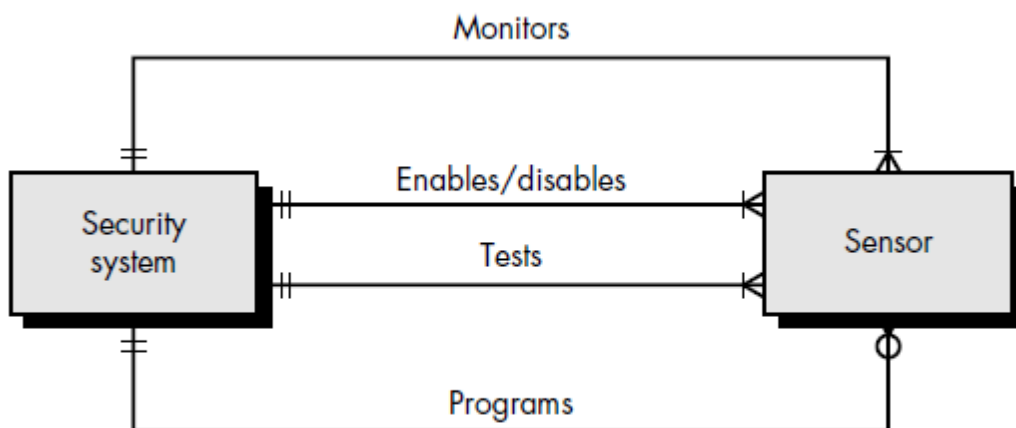 Monitors
Enables/disables
Security
system
Sensor
Tests
Programs